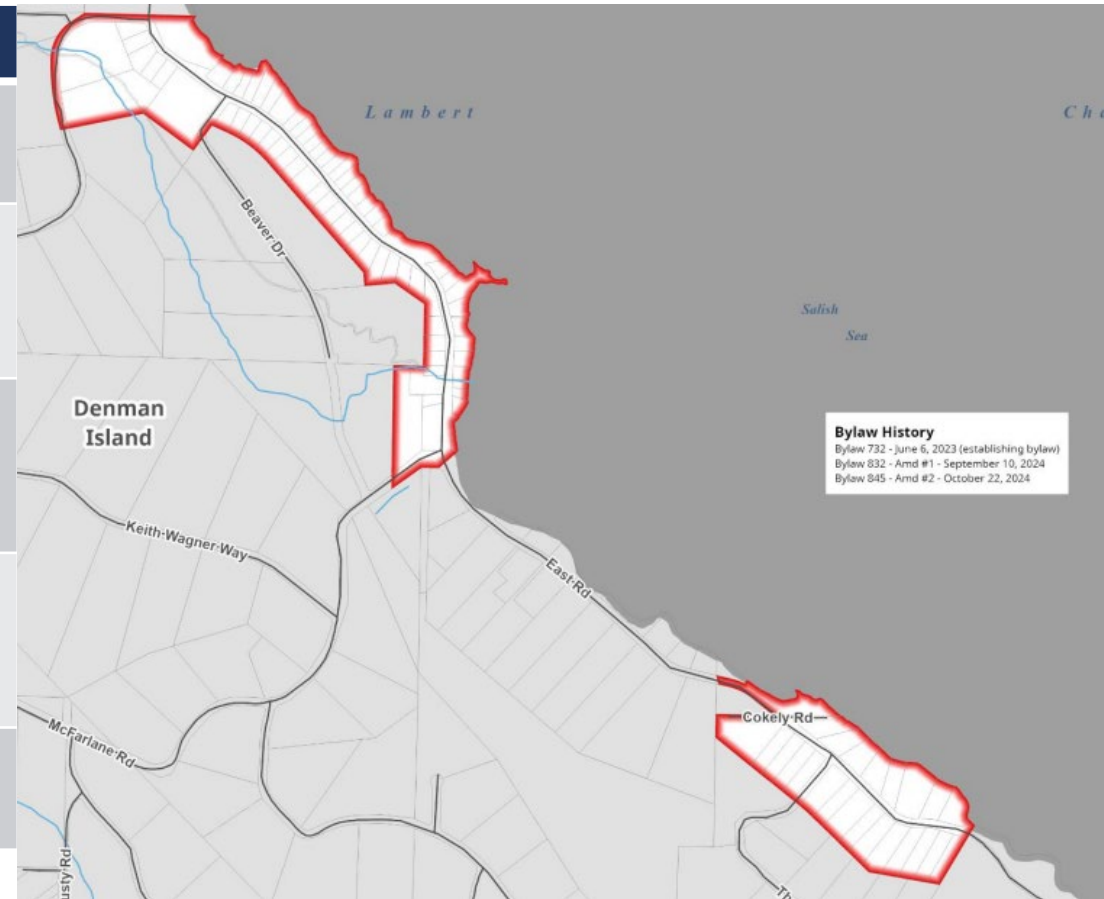 Lambert
Salish
Sea
Beaver Dr
Denman
Island
Bylaw History
Bylaw 732 - June 6, 2023 (establishing bylaw)
Bylaw 832 - Amd #1 - September 10, 2024
Bylaw 845 - Amd #2 - October 22, 2024
Keith-Wagner-Way
East-Rd
Cokely-Rd
McFarlane-Rd